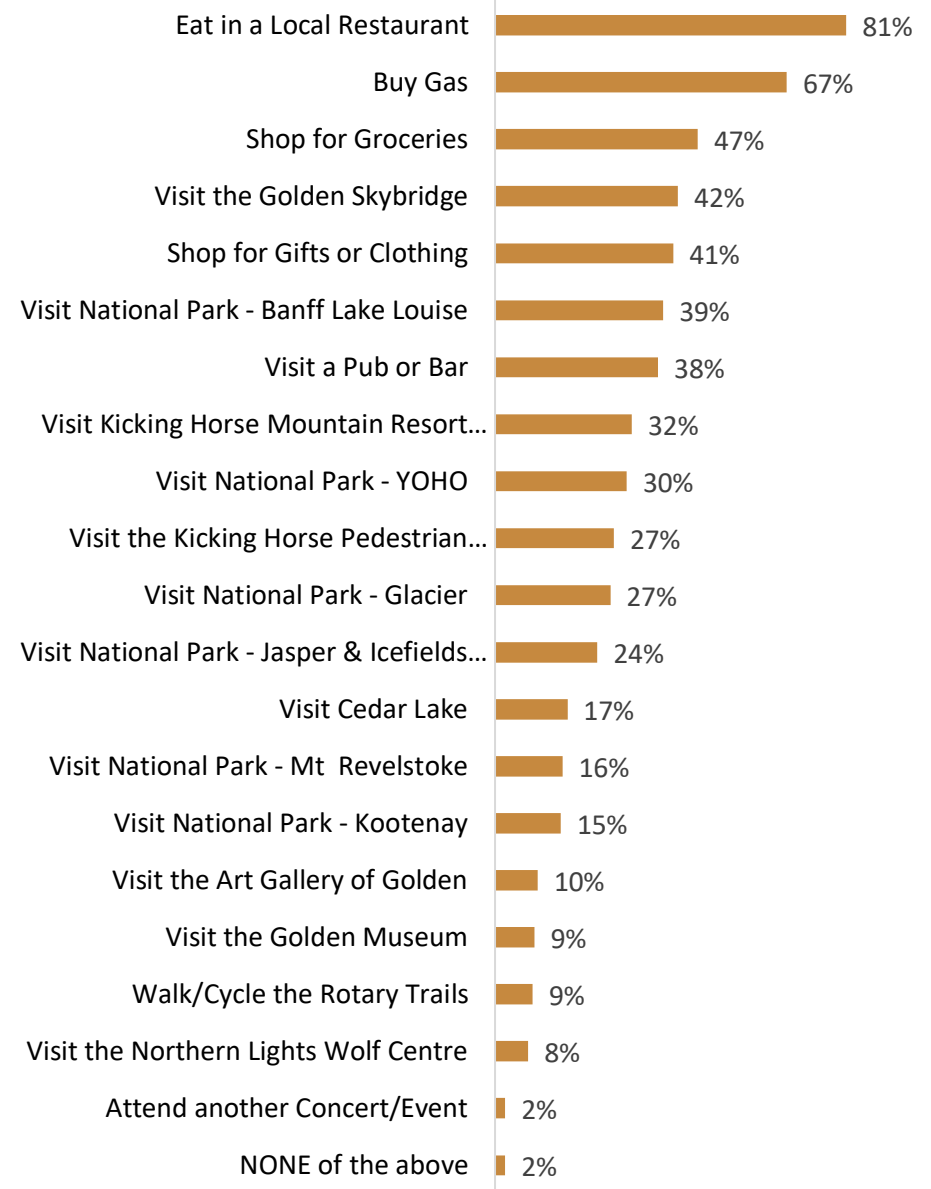 Eat in a Local Restaurant 81%
Buy Gas 67%
Shop for Groceries 47%
Visit the Golden Skybridge 42%
Shop for Gifts or Clothing 41%
Visit National Park - Banff Lake Louise 39%
Visit a Pub or Bar 38%
Visit Kicking Horse Mountain Resort... 32%
Visit National Park - YOHO 30%
Visit the Kicking Horse Pedestrian... 27%
Visit National Park - Glacier 27%
Visit National Park - Jasper & Icefields... 24%
Visit Cedar Lake 17%
Visit National Park - Mt  Revelstoke 16%
Visit National Park - Kootenay 15%
Visit the Art Gallery of Golden 10%
Visit the Golden Museum 9%
Walk/Cycle the Rotary Trails 9%
Visit the Northern Lights Wolf Centre 8%
Attend another Concert/Event 2%
NONE of the above 2%